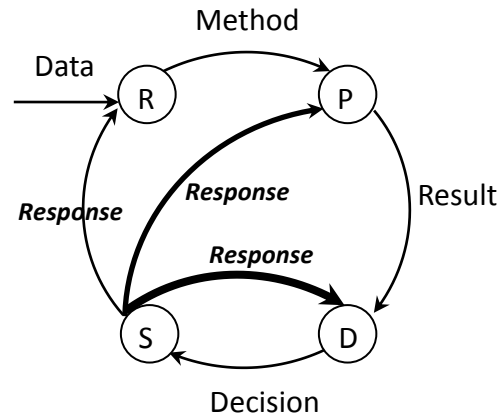 Method
Data
R
P
Response
Response
Result
Response
S
D
Decision